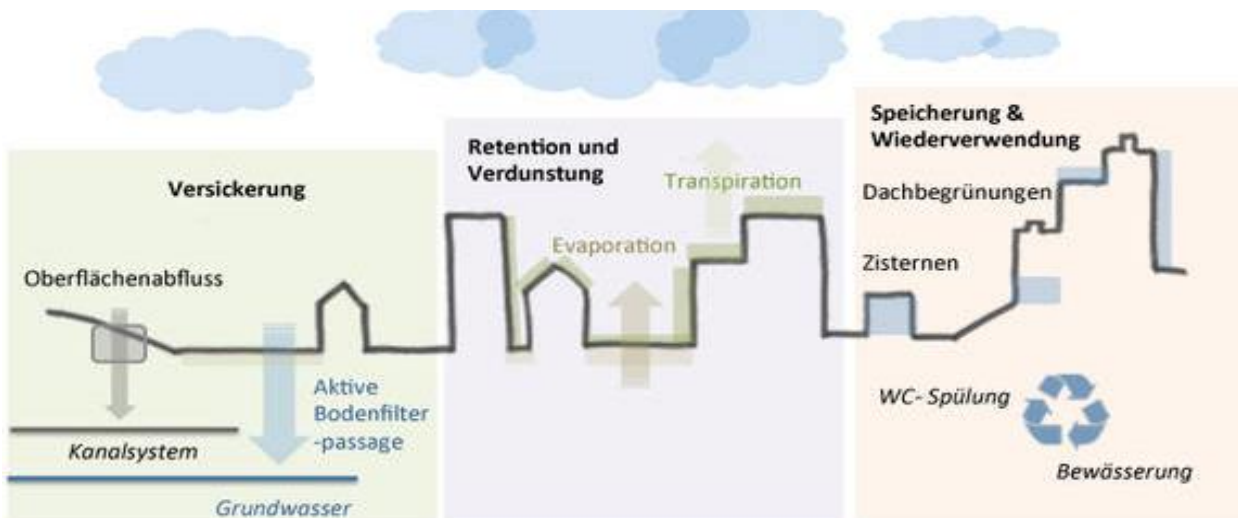 Versickerung
Oberflächenabfluss
Aktive
Bodenfilter
-passage
Kanalsystem
Grundwasser
Retention und
Verdunstung
Transpiration
Evaporation
Speicherung &
Wiederverwendung
Dachbegrünungen
Zisternen
WC- Spülung
Bewässerung